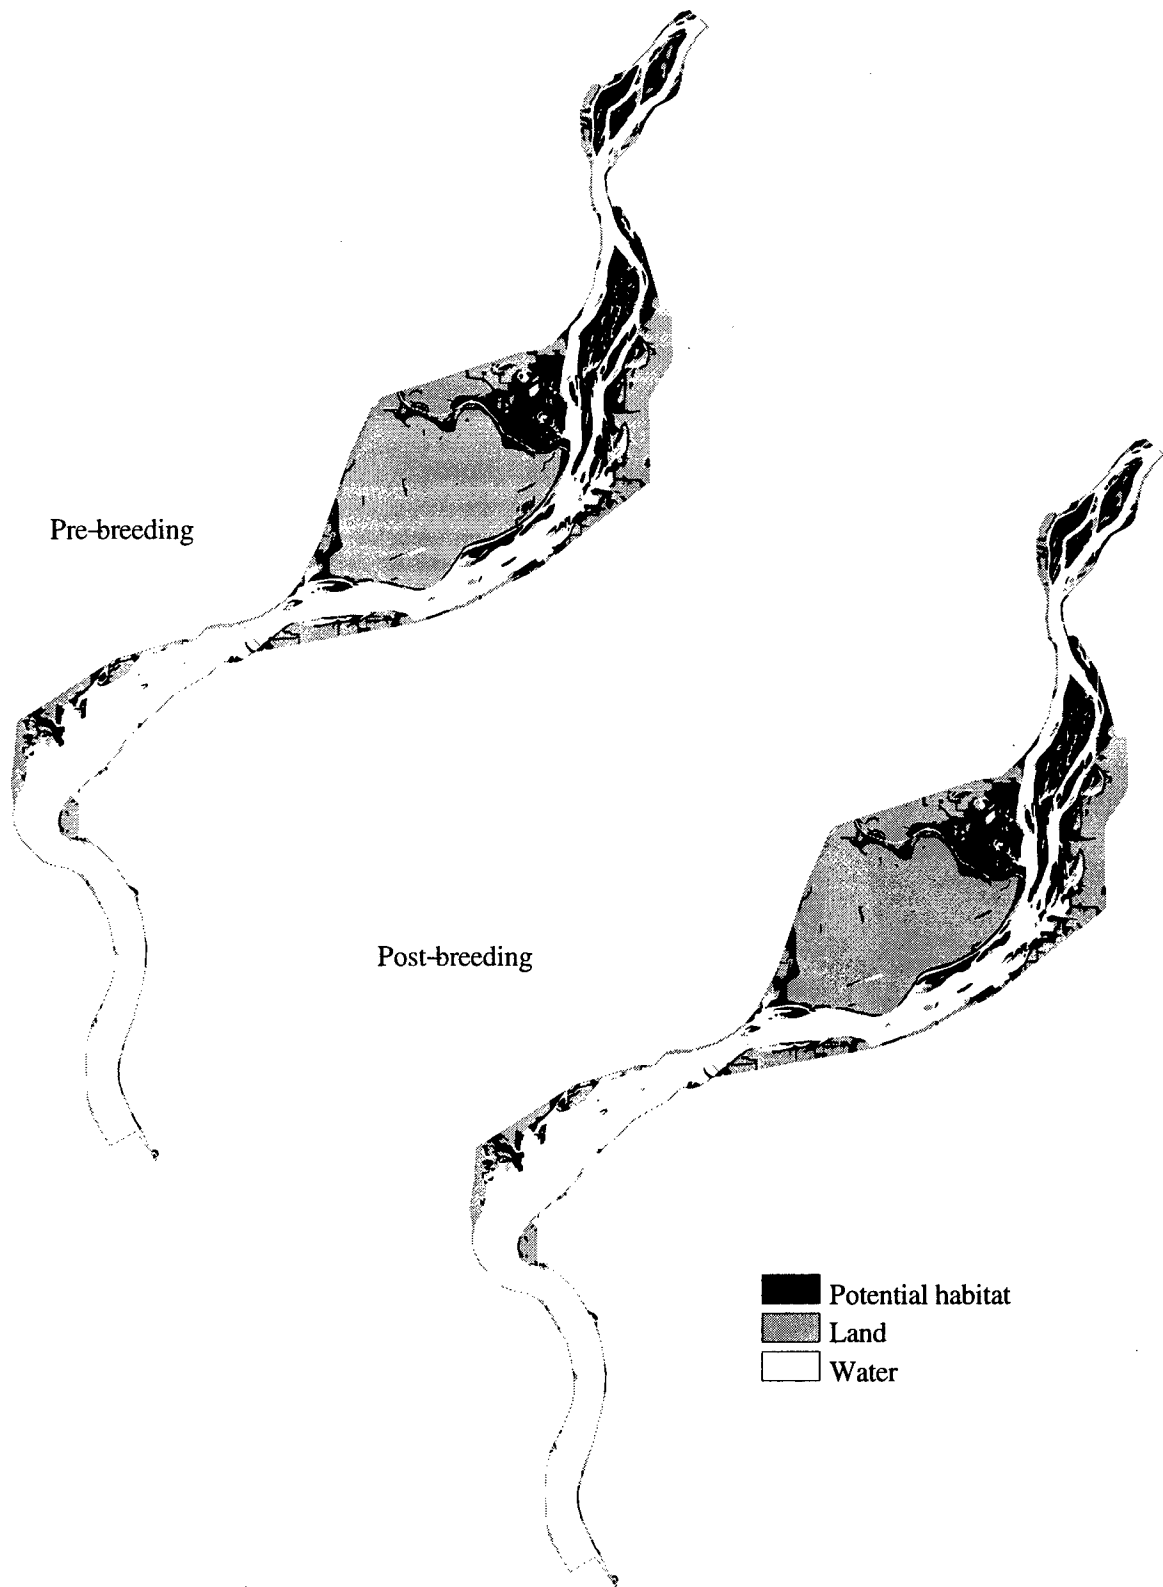 Pre-breeding
Post-breeding
Potential habitat
Land
Water